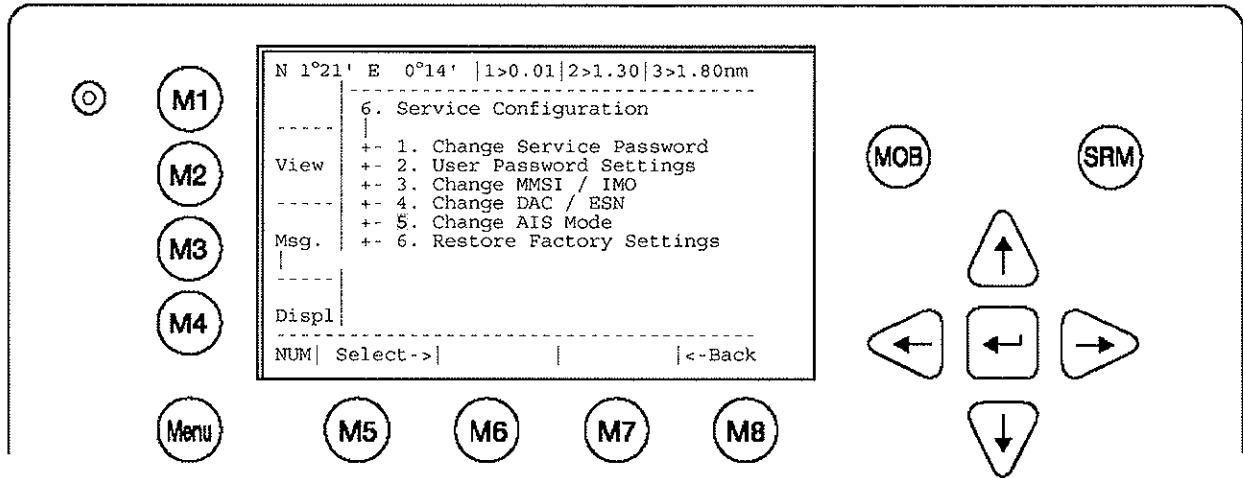 N 1°21' E 0°14' |1>0.01|2>1.30|3>1.80nm
6. Service Configuration
+- 1. Change Service Password
View +- 2. User Password Settings
+- 3. Change MMSI / IMO
+- 4. Change DAC / ESN
+- 5. Change AIS Mode
Msg. +- 6. Restore Factory Settings
Displ
NUM| Select->| | |<-Back
M1
M2
M3
M4
Menu
M5 M6 M7 M8
MOB SRM